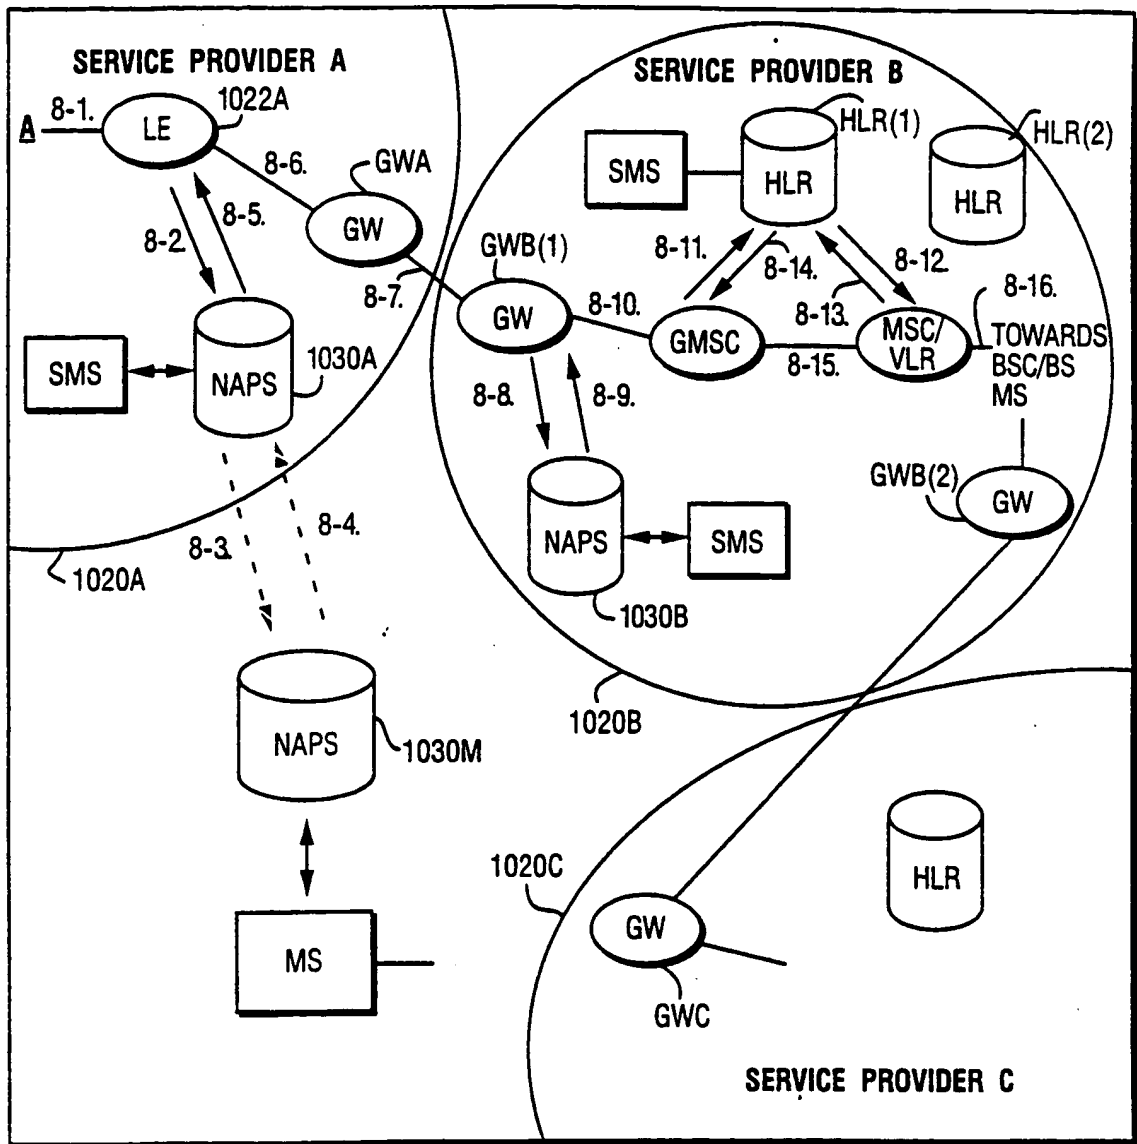 SERVICE PROVIDER A
A
8-1.
LE
1022A
8-6.
GWA
GW
8-2.
8-5.
8-7.
SMS
NAPS
1030A
8-3.
8-4.
1020A
NAPS
1030M
MS
SERVICE PROVIDER B
HLR(1)
HLR(2)
SMS
HLR
HLR
GWB(1)
GW
8-10.
8-11.
8-14.
8-12.
8-13.
8-16.
GMSC
8-15.
MSC/
VLR
TOWARDS
BSC/BS
MS
8-8.
8-9.
GWB(2)
GW
NAPS
SMS
1030B
1020B
1020C
GW
GWC
HLR
SERVICE PROVIDER C